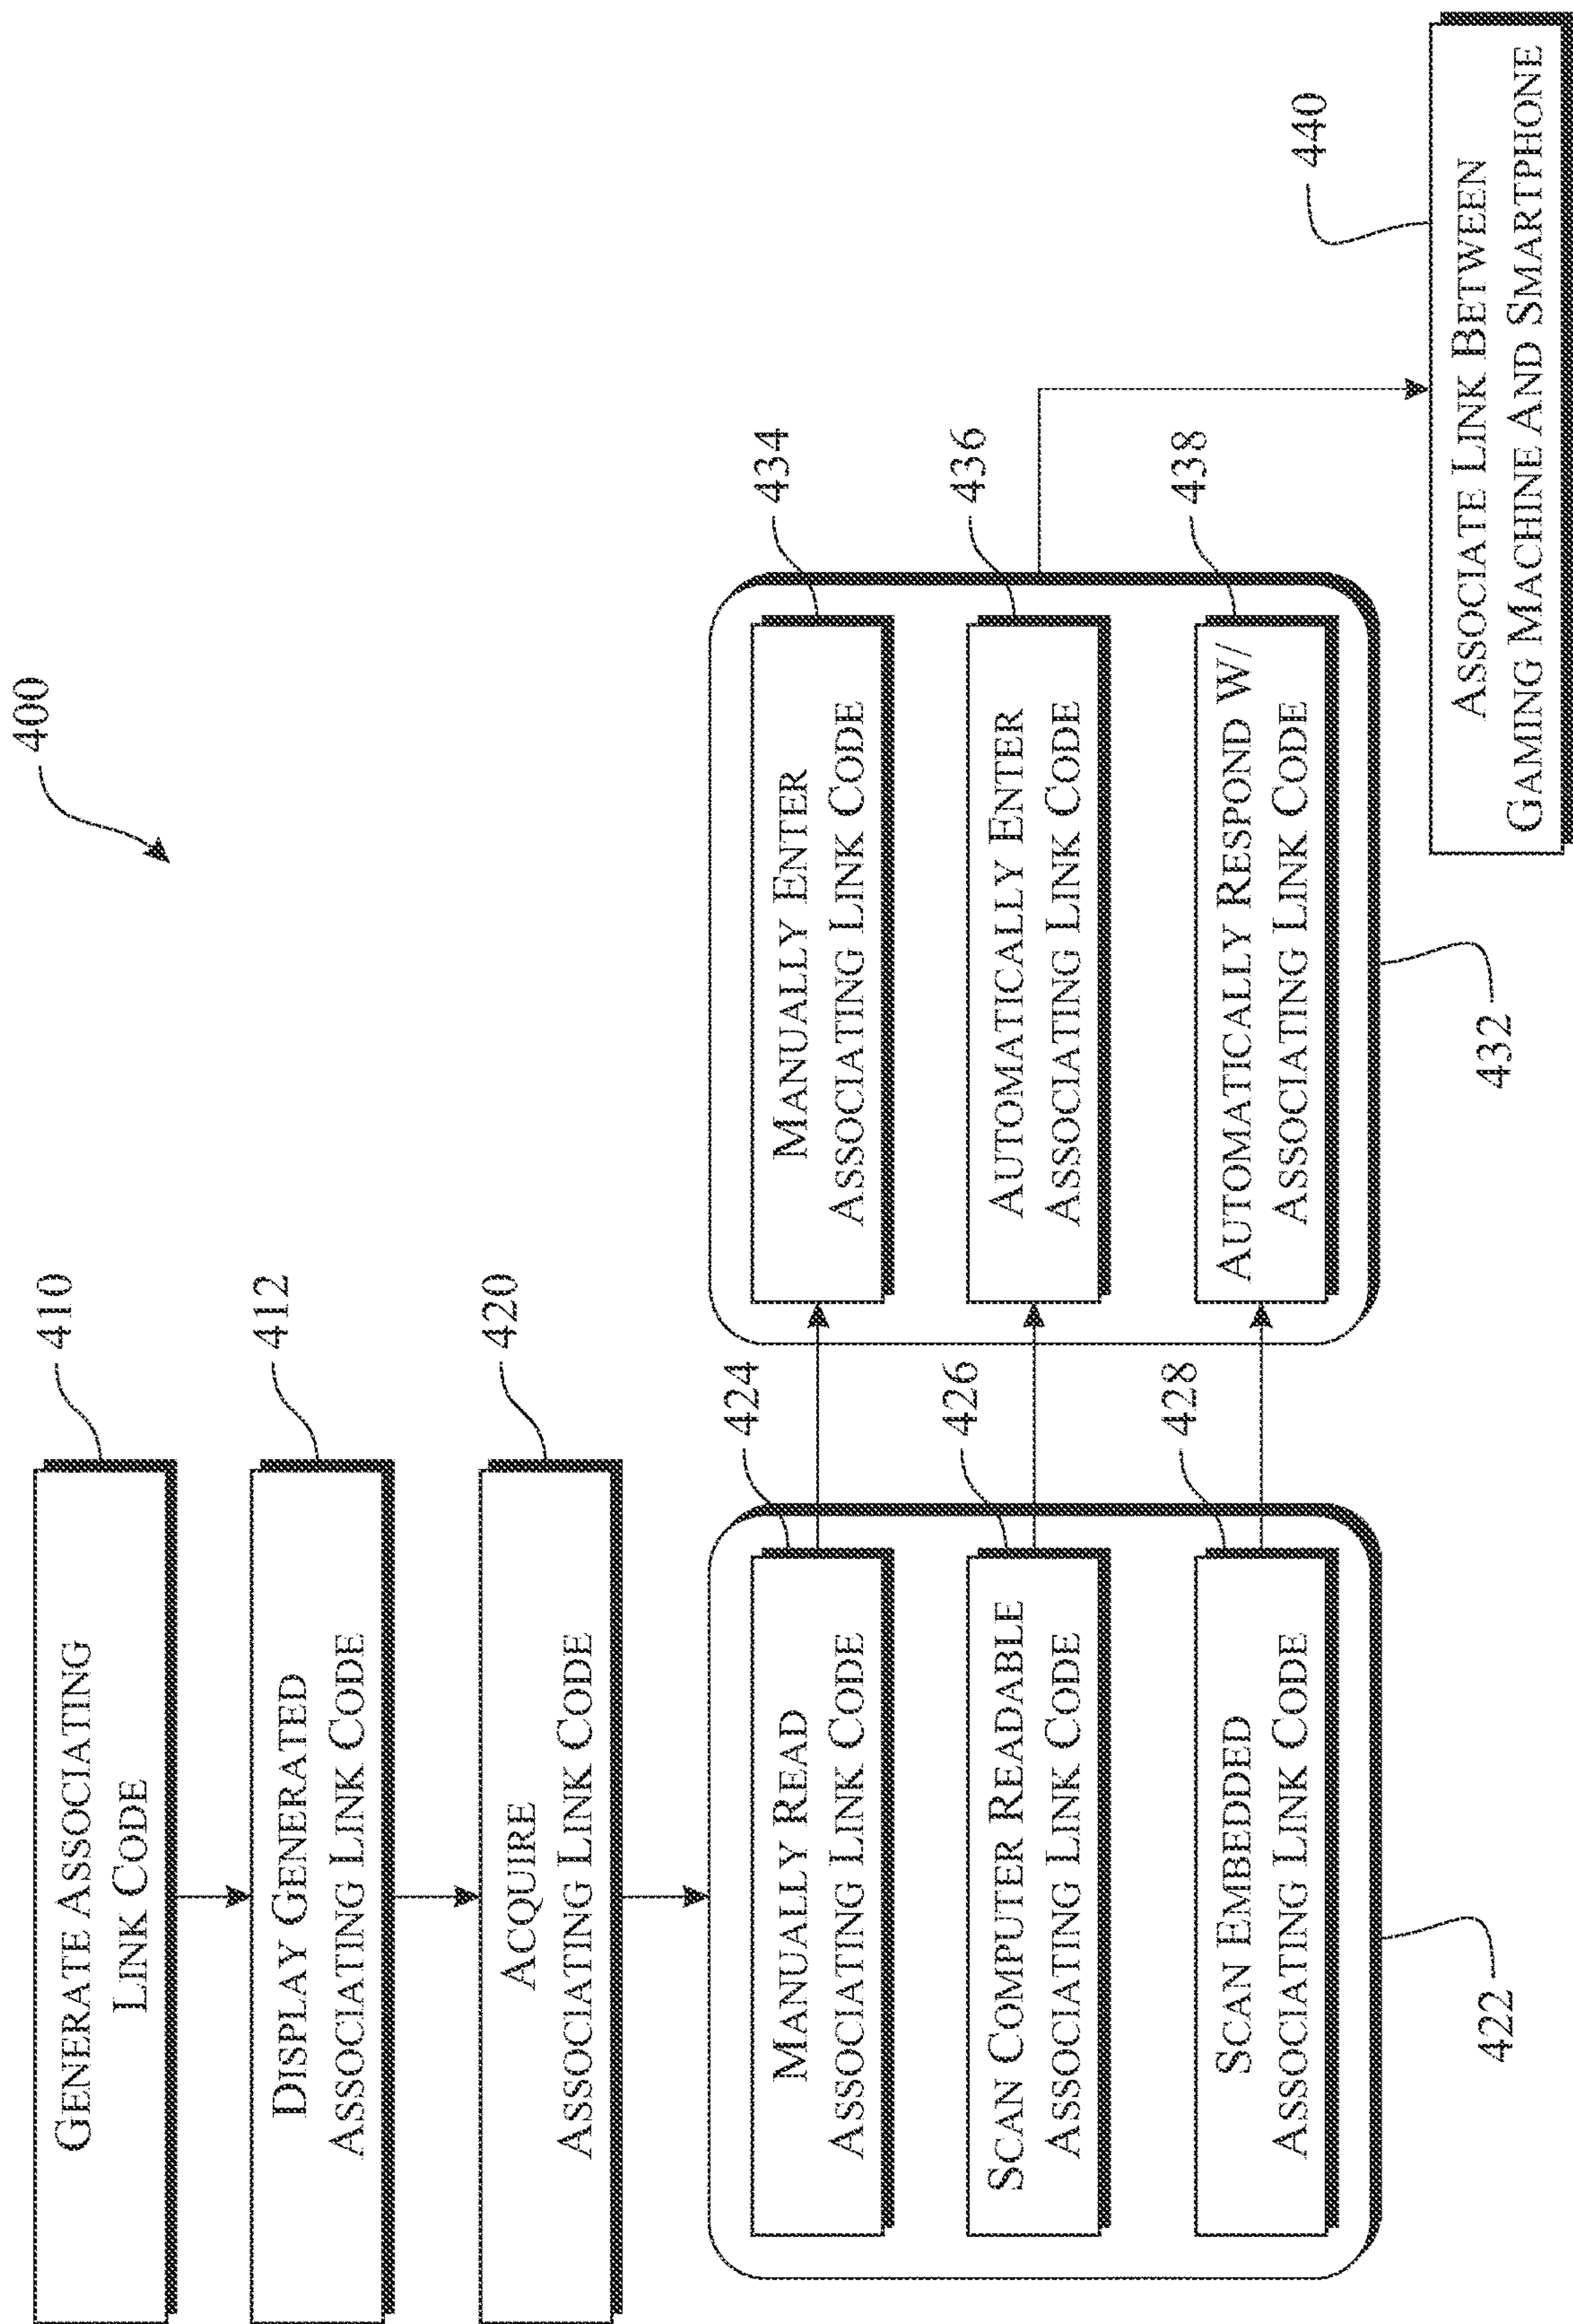 400
GENERATE ASSOCIATING
LINK CODE
410
DISPLAY GENERATED
ASSOCIATING LINK CODE
412
ACQUIRE
ASSOCIATING LINK CODE
420
MANUALLY READ
ASSOCIATING LINK CODE
424
SCAN COMPUTER READABLE
ASSOCIATING LINK CODE
426
SCAN EMBEDDED
ASSOCIATING LINK CODE
428
422
MANUALLY ENTER
ASSOCIATING LINK CODE
434
AUTOMATICALLY ENTER
ASSOCIATING LINK CODE
436
AUTOMATICALLY RESPOND W/
ASSOCIATING LINK CODE
438
432
ASSOCIATE LINK BETWEEN
GAMING MACHINE AND SMARTPHONE
440